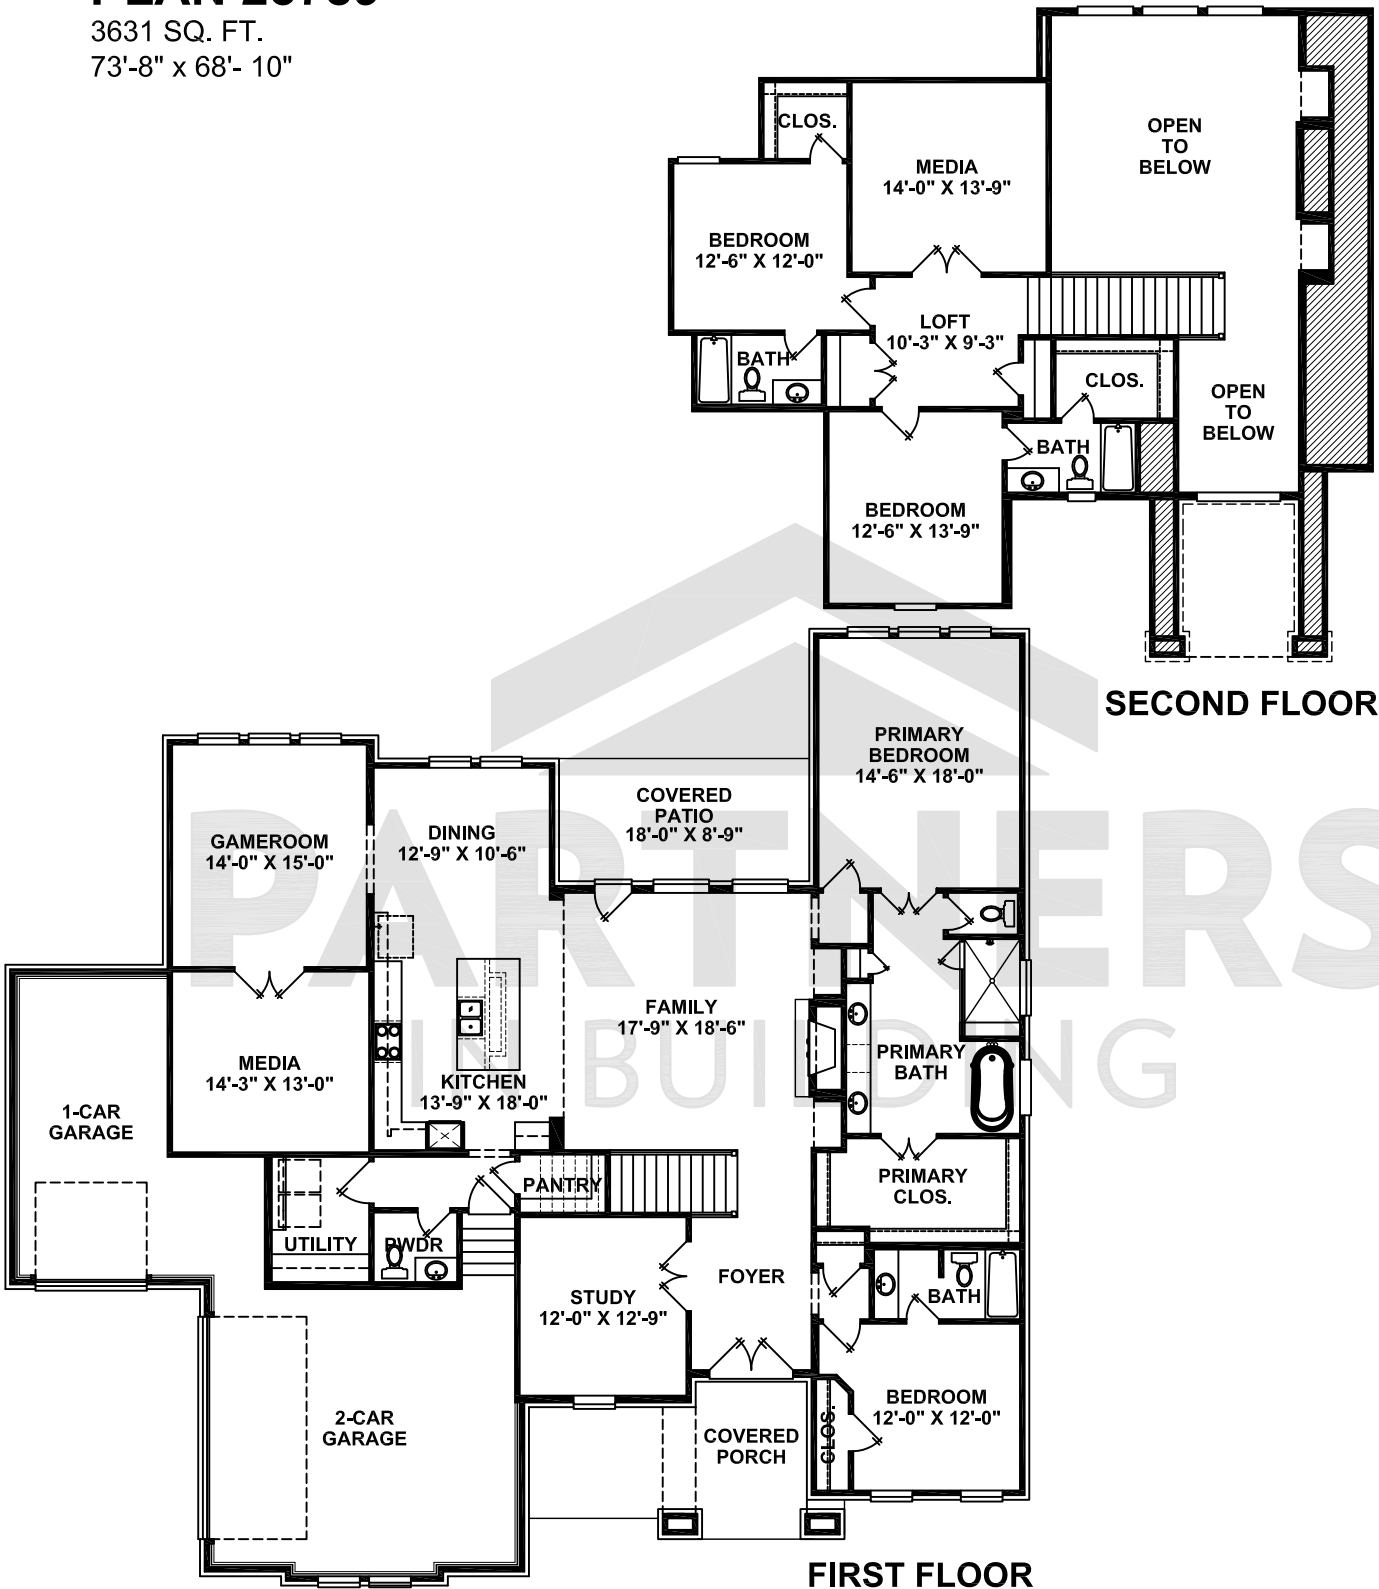 3631 SQ. FT.
73'-8" x 68'- 10"
CLOS.
MEDIA
14'-0" X 13'-9"
OPEN
TO
BELOW
BEDROOM
12'-6" X 12'-0"
LOFT
10'-3" X 9'-3"
BATH
CLOS.
OPEN
TO
BELOW
BATH
BEDROOM
12'-6" X 13'-9"
SECOND FLOOR
PRIMARY
BEDROOM
14'-6" X 18'-0"
COVERED
PATIO
18'-0" X 8'-9"
GAMEROOM
14'-0" X 15'-0"
DINING
12'-9" X 10'-6"
PARTNERS
IN BUILDING
FAMILY
17'-9" X 18'-6"
MEDIA
14'-3" X 13'-0"
KITCHEN
13'-9" X 18'-0"
PRIMARY
BATH
1-CAR
GARAGE
PANTRY
PRIMARY
CLOS.
UTILITY
PWDR
FOYER
STUDY
12'-0" X 12'-9"
BATH
BEDROOM
12'-0" X 12'-0"
CLOS.
2-CAR
GARAGE
COVERED
PORCH
FIRST FLOOR